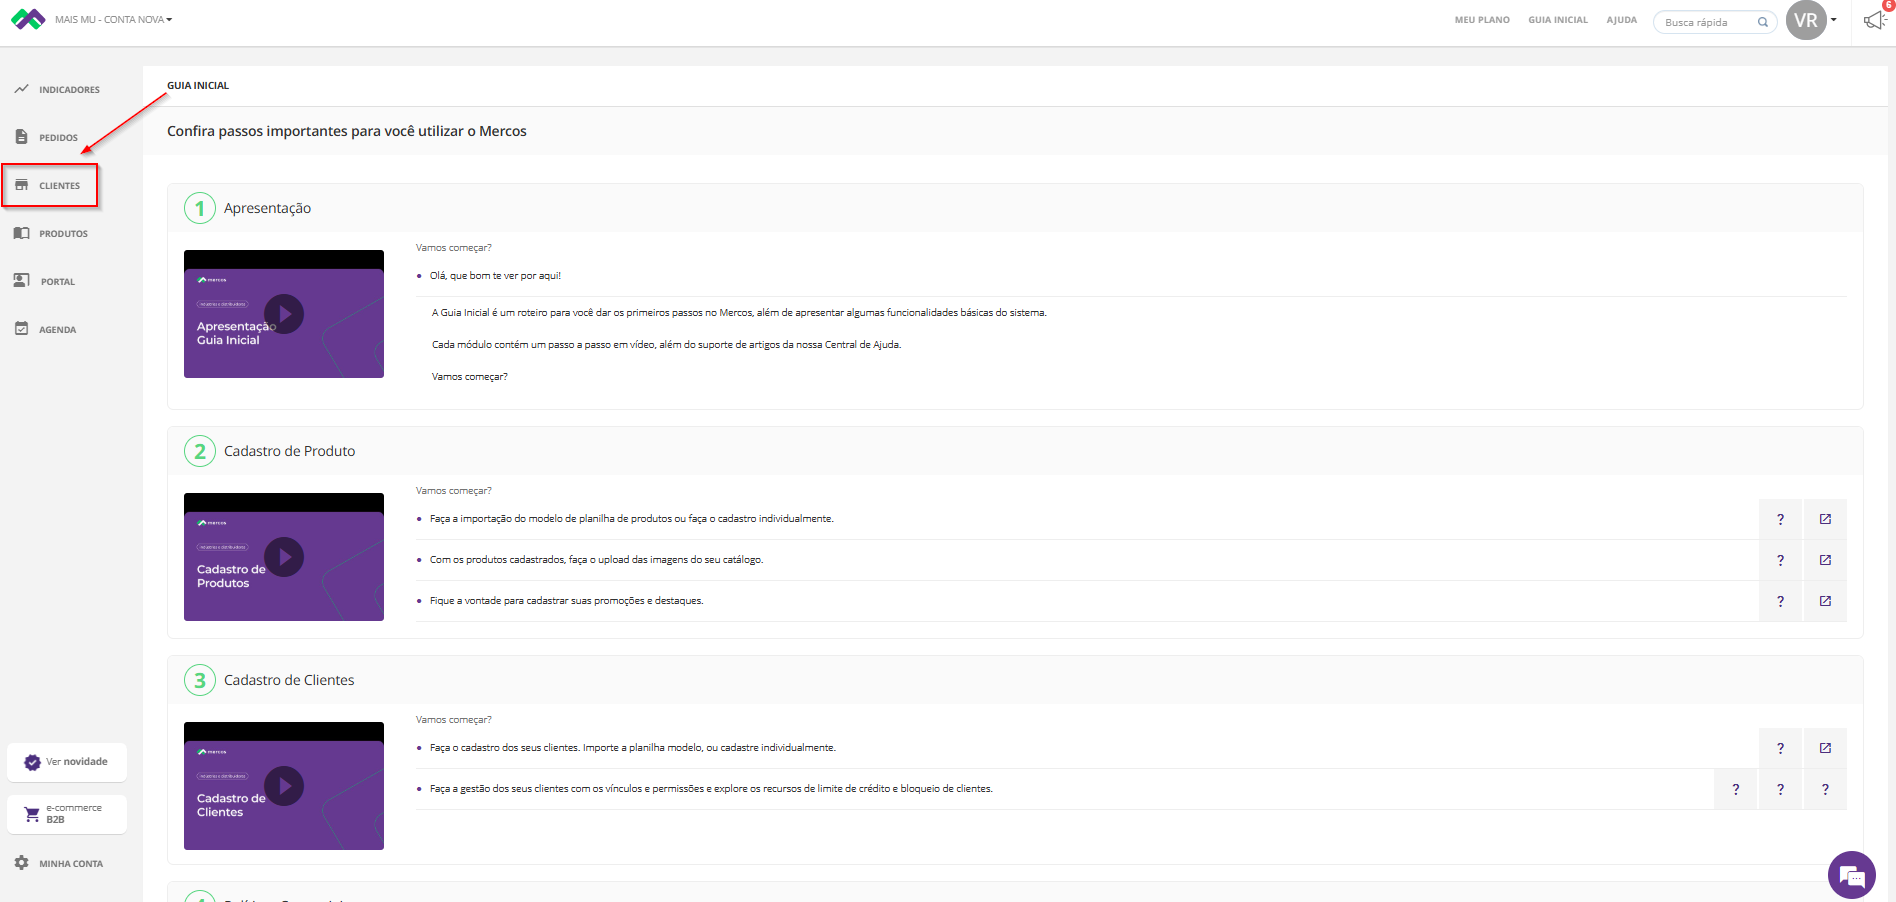 MAIS MU - CONTA NOVA
MEU PLANO
GUIA INICIAL
AJUDA
Busca rápida
VR
6
INDICADORES
PEDIDOS
CLIENTES
PRODUTOS
PORTAL
AGENDA
Ver novidade
e-commerce
B2B
MINHA CONTA
GUIA INICIAL
Confira passos importantes para você utilizar o Mercos
1 Apresentação
mercos
Indústrias e distribuidoras
Apresentação
Guia Inicial
Vamos começar?
Olá, que bom te ver por aqui!
A Guia Inicial é um roteiro para você dar os primeiros passos no Mercos, além de apresentar algumas funcionalidades básicas do sistema.
Cada módulo contém um passo a passo em vídeo, além do suporte de artigos da nossa Central de Ajuda.
Vamos começar?
2 Cadastro de Produto
mercos
Indústrias e distribuidoras
Cadastro de
Produtos
Vamos começar?
Faça a importação do modelo de planilha de produtos ou faça o cadastro individualmente.
?
Com os produtos cadastrados, faça o upload das imagens do seu catálogo.
?
Fique a vontade para cadastrar suas promoções e destaques.
?
3 Cadastro de Clientes
mercos
Indústrias e distribuidoras
Cadastro de
Clientes
Vamos começar?
Faça o cadastro dos seus clientes. Importe a planilha modelo, ou cadastre individualmente.
?
Faça a gestão dos seus clientes com os vínculos e permissões e explore os recursos de limite de crédito e bloqueio de clientes.
? ? ?